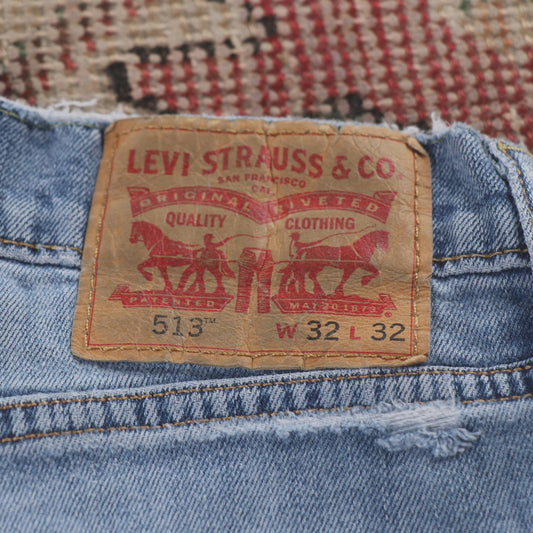 LEVI STRAUSS & CO.
SAN FRANCISCO
CAL.
ORIGINAL RIVETED
QUALITY CLOTHING
PATENTED MAY 20 1873
513™ W 32 L 32